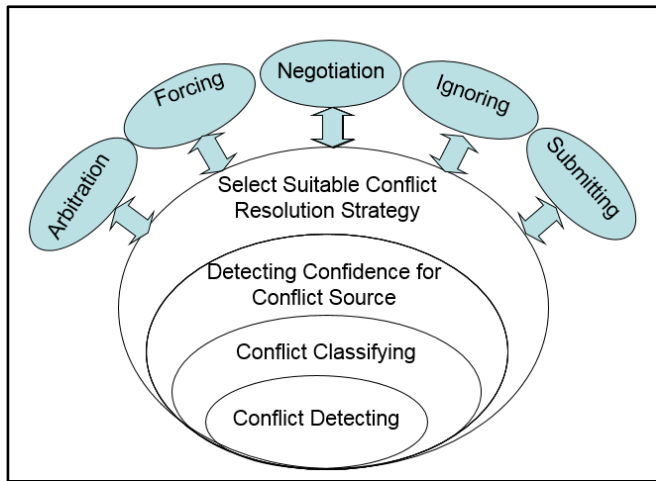 Arbitration
Forcing
Negotiation
Ignoring
Submitting
Select Suitable Conflict
Resolution Strategy
Detecting Confidence for
Conflict Source
Conflict Classifying
Conflict Detecting